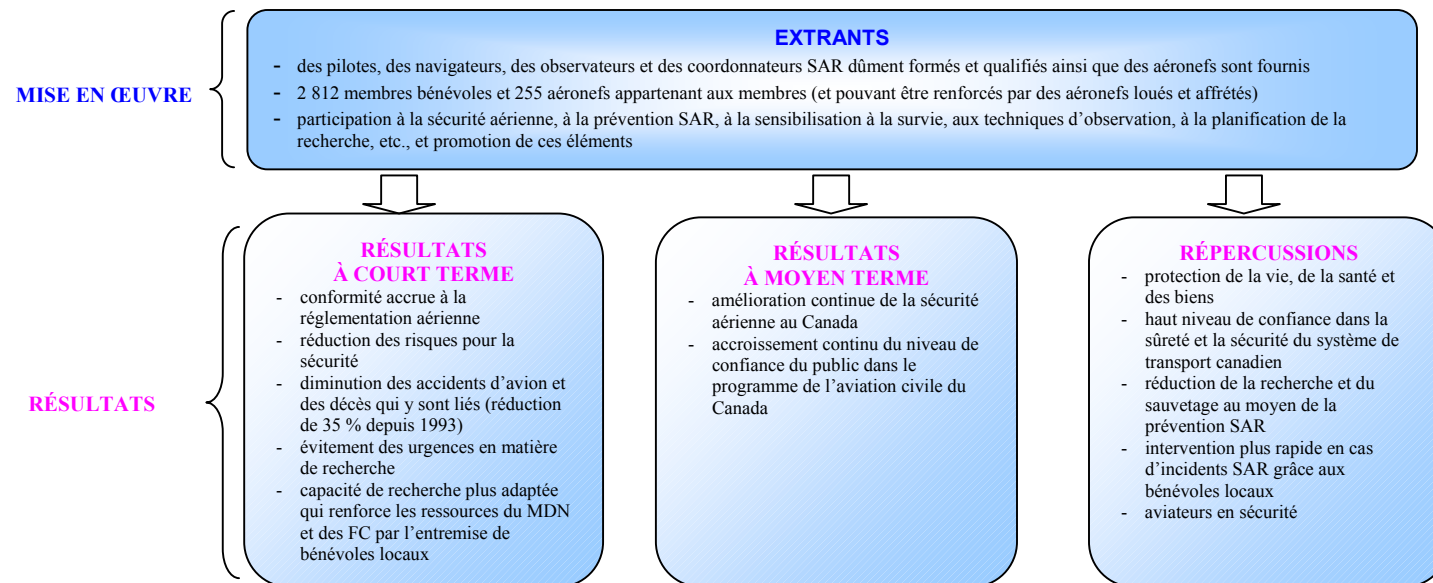 EXTRANTS
- des pilotes, des navigateurs, des observateurs et des coordonnateurs SAR dûment formés et qualifiés ainsi que des aéronefs sont fournis
MISE EN ŒUVRE
- 2 812 membres bénévoles et 255 aéronefs appartenant aux membres (et pouvant être renforcés par des aéronefs loués et affrétés)
- participation à la sécurité aérienne, à la prévention SAR, à la sensibilisation à la survie, aux techniques d’observation, à la planification de la
recherche, etc., et promotion de ces éléments
RÉSULTATS
RÉSULTATS
À COURT TERME
- conformité accrue à la
réglementation aérienne
- réduction des risques pour la
sécurité
- diminution des accidents d’avion et
des décès qui y sont liés (réduction
de 35 % depuis 1993)
- évitement des urgences en matière
de recherche
- capacité de recherche plus adaptée
qui renforce les ressources du MDN
et des FC par l’entremise de
bénévoles locaux
RÉSULTATS
À MOYEN TERME
- amélioration continue de la sécurité
aérienne au Canada
- accroissement continu du niveau de
confiance du public dans le
programme de l’aviation civile du
Canada
RÉPERCUSSIONS
- protection de la vie, de la santé et
des biens
- haut niveau de confiance dans la
sûreté et la sécurité du système de
transport canadien
- réduction de la recherche et du
sauvetage au moyen de la
prévention SAR
- intervention plus rapide en cas
d’incidents SAR grâce aux
bénévoles locaux
- aviateurs en sécurité